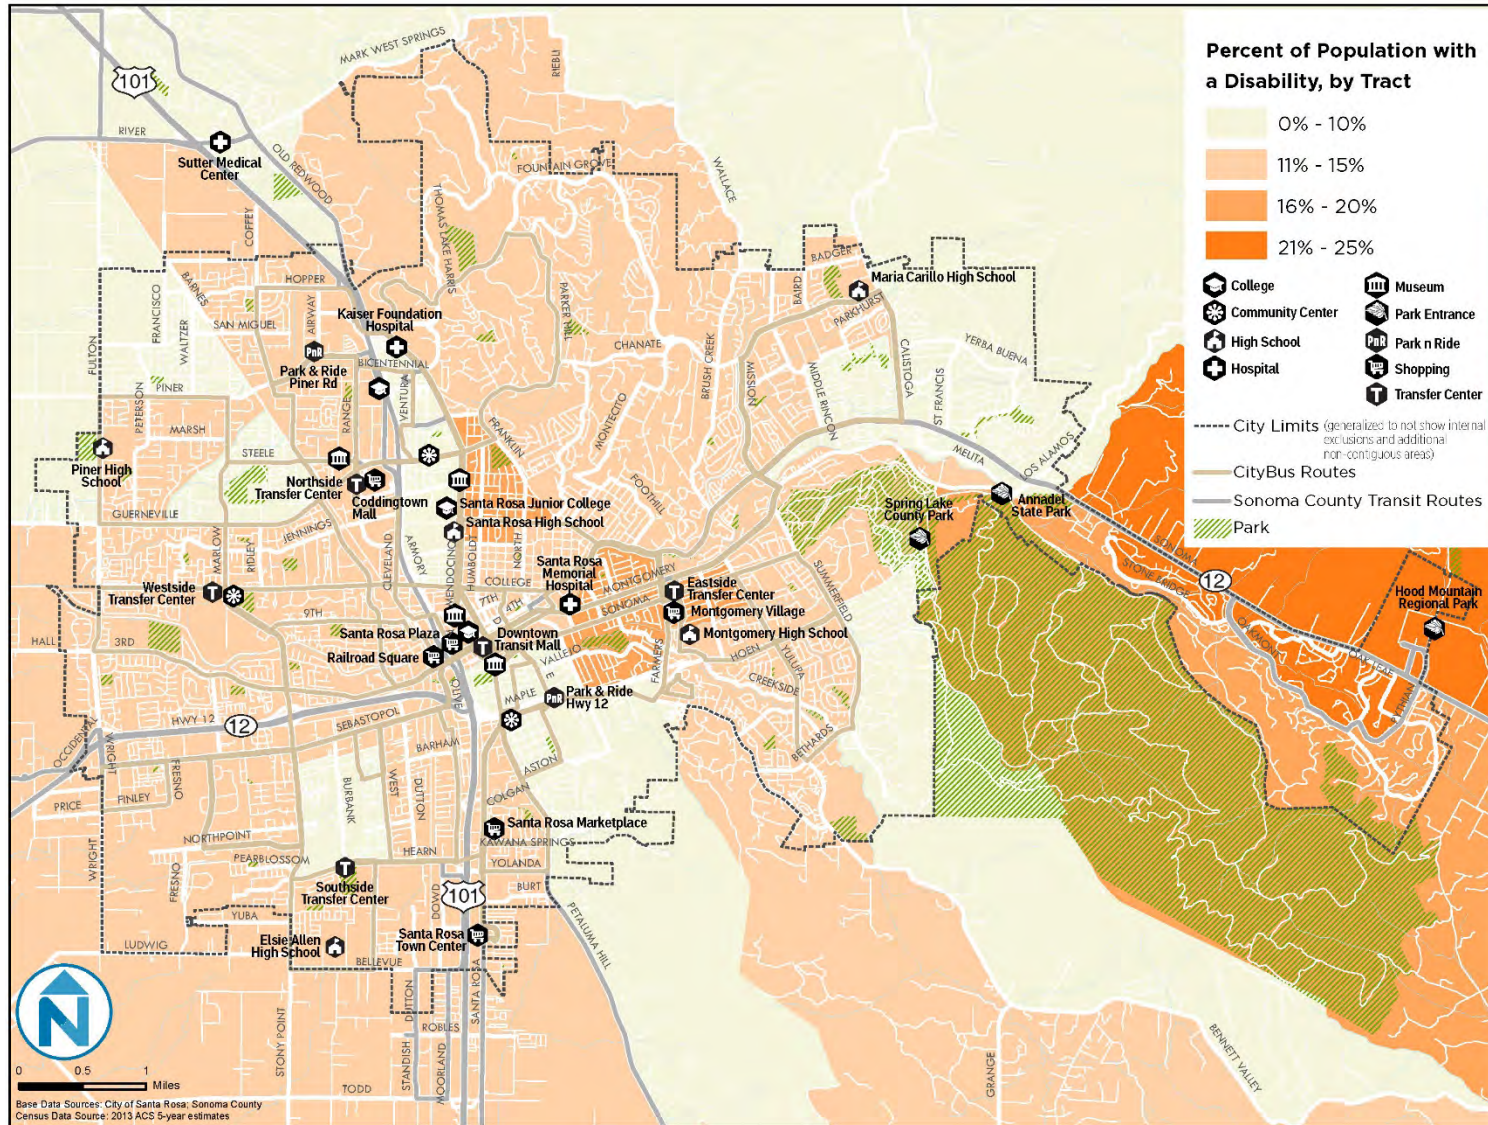 Percent of Population with
a Disability, by Tract
0% - 10%
11% - 15%
16% - 20%
21% - 25%
College
Community Center
High School
Hospital
Museum
Park Entrance
PnR
Park n Ride
Shopping
T
Transfer Center
City Limits (generalized to not show internal
exclusions and additional
non-contiguous areas)
CityBus Routes
Sonoma County Transit Routes
Park
MARK WEST SPRINGS
RIEBLI
101
RIVER
OLD REDWOOD
Sutter Medical
Center
FOUNTAIN GROVE
WALLACE
COFFEY
THOMAS LAKE HARRIS
BADGER
BARNES
HOPPER
Maria Carillo High School
BAIRD
PARKHURST
FRANCISCO
WALTZER
SAN MIGUEL
AIRWAY
Kaiser Foundation
Hospital
PARKER HILL
CHANATE
FULTON
PnR
Park & Ride
Piner Rd
BICENTENNIAL
VENTURA
BRUSH CREEK
MISSION
MIDDLE RINCON
CALISTOGA
YERBA BUENA
PINER
PETERSON
RANGE
MARSH
FRANKLIN
MONTECITO
ST FRANCIS
STEELE
MELITA
LOS ALAMOS
Piner High
School
Northside
Transfer Center
T
Coddingtown
Mall
FOOTHILL
Santa Rosa Junior College
Santa Rosa High School
Spring Lake
County Park
Annadel
State Park
GUERNEVILLE
MARLOW
RIDLEY
JENNINGS
CLEVELAND
ARMORY
MENDOCINO
HUMBOLDT
NORTH
SONOMA
STONE BRIDGE
12
Santa Rosa
Memorial
Hospital
MONTGOMERY
SUMMERFIELD
COLLEGE
Westside
Transfer Center
T
Eastside
Transfer Center
T
Hood Mountain
Regional Park
7TH
4TH
SONOMA
Montgomery Village
9TH
HALL
3RD
Santa Rosa Plaza
Railroad Square
D
Downtown
Transit Mall
T
Montgomery High School
OAKMONT
OAK LEAF
VALLEJO
FARMERS
HOEN
YULUPA
CREEKSIDE
E
MAPLE
PnR
Park & Ride
Hwy 12
OLIVE
PYTHIAN
HWY 12
12
SEBASTOPOL
OCCIDENTAL
WRIGHT
BARHAM
BETHARDS
ASTON
FRESNO
BURBANK
WEST
DUTTON
COLGAN
PRICE
FINLEY
Santa Rosa Marketplace
NORTHPOINT
HEARN
KAWANA SPRINGS
PEARBLOSSOM
YOLANDA
WRIGHT
FRESNO
T
Southside
Transfer Center
DOWD
101
BURT
YUBA
PETALUMA HILL
LUDWIG
Elsie Allen
High School
Santa Rosa
Town Center
BELLEVUE
N
DUTTON
SANTA ROSA
ROBLES
STONY POINT
STANDISH
MOORLAND
BENNETT VALLEY
GRANGE
TODD
0 0.5 1
Miles
Base Data Sources: City of Santa Rosa; Sonoma County
Census Data Source: 2013 ACS 5-year estimates